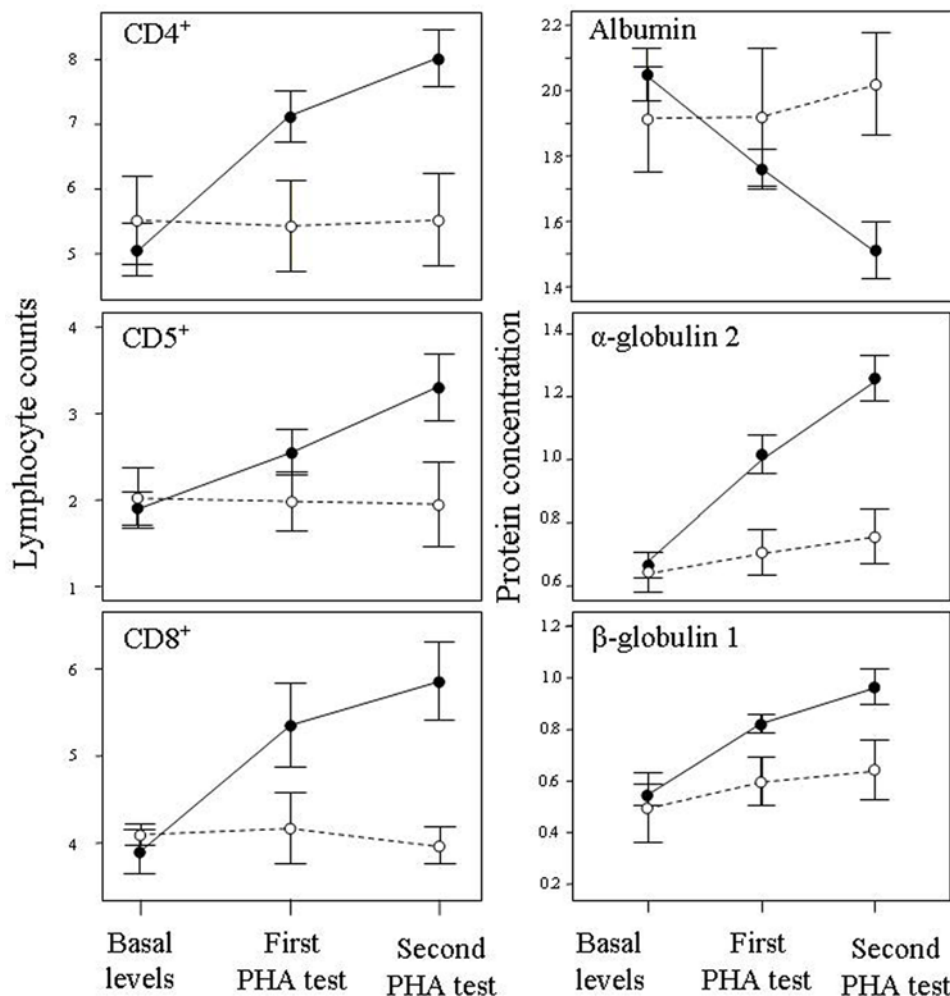 Lymphocyte counts
CD4⁺
8
7
6
5
CD5⁺
4
3
2
1
CD8⁺
6
5
4
Basal levels
First PHA test
Second PHA test
Protein concentration
Albumin
2.2
2.0
1.8
1.6
1.4
α-globulin 2
1.4
1.2
1.0
0.8
0.6
β-globulin 1
1.2
1.0
0.8
0.6
0.4
0.2
Basal levels
First PHA test
Second PHA test